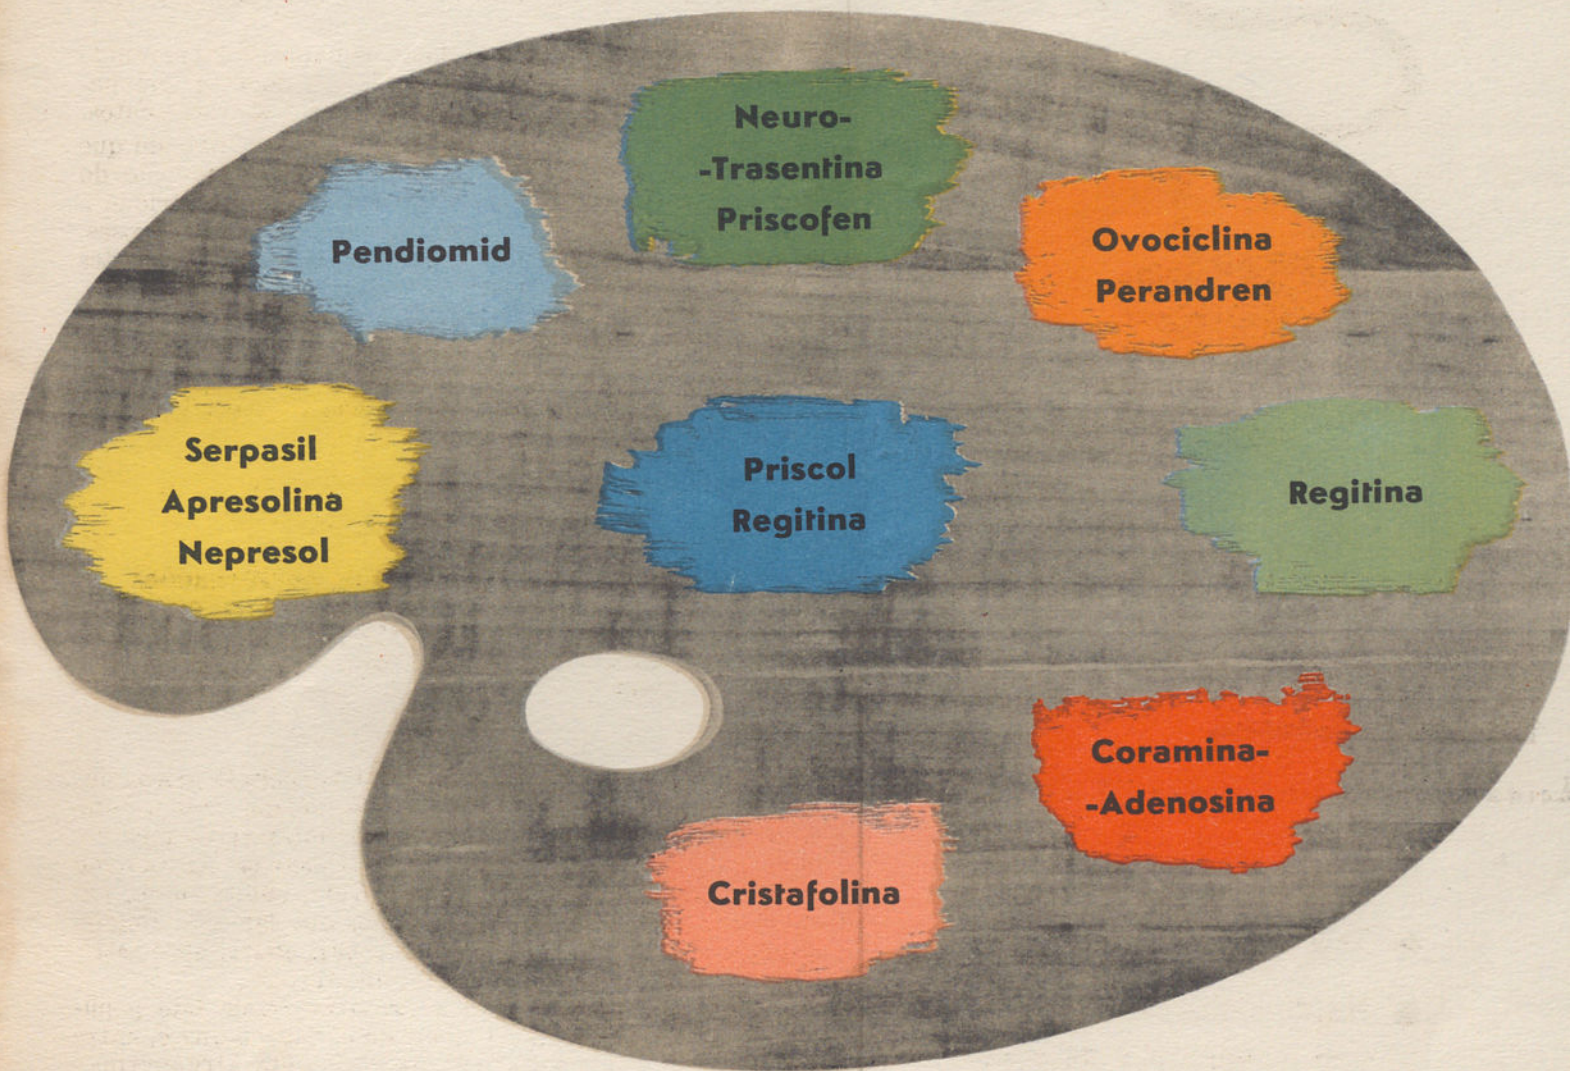 Neuro-
-Trasentina
Priscofen
Pendiomid
Ovociclina
Perandren
Serpasil
Apresolina
Nepresol
Priscol
Regitina
Regitina
Coramina-
-Adenosina
Cristafolina